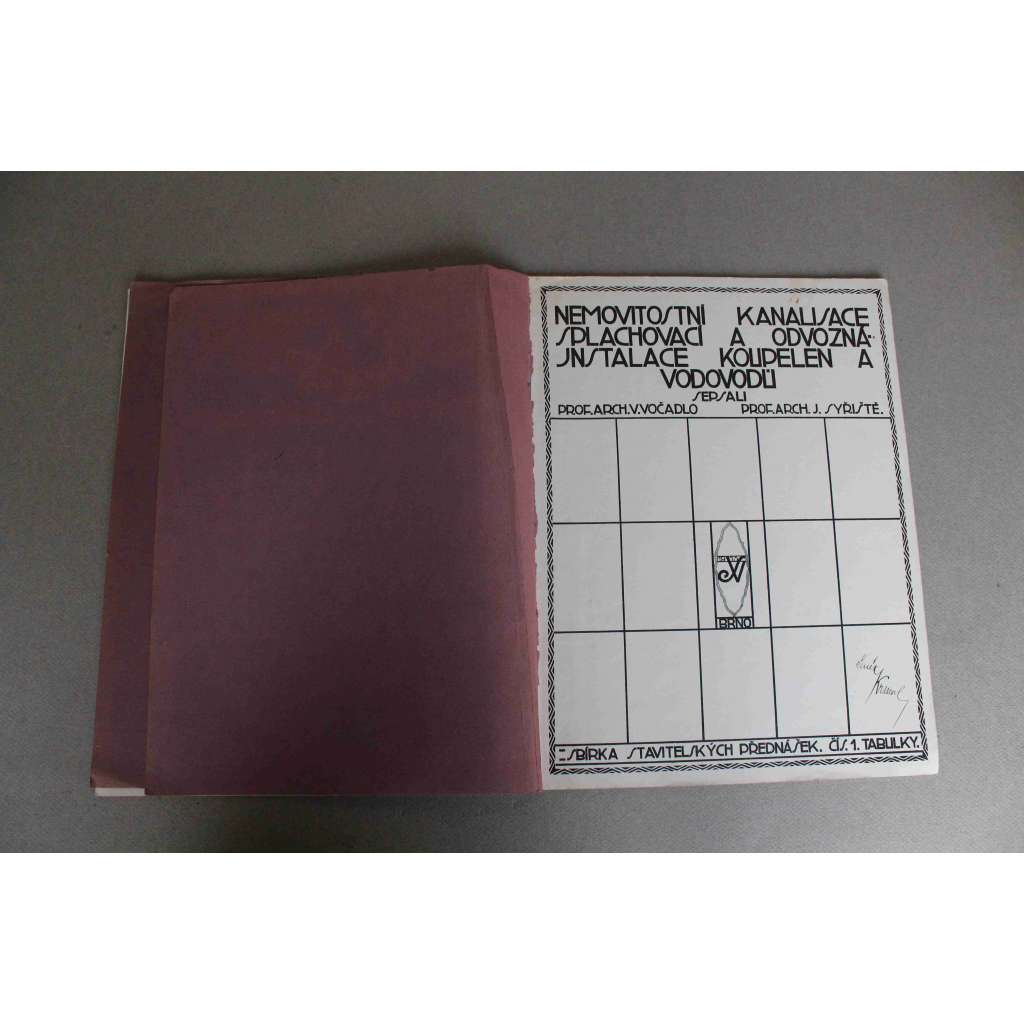 NEMOVITOSTNÍ KANALISACE
SPLACHOVACÍ A ODVOZNÁ-
JNSTALACE KOUPELEN A
VODOVODŮ
SEPSALI
PROF. ARCH. V. VOČADLO PROF. ARCH. J. SYŘIŠTĚ.
BRNO
SBÍRKA STAVITELSKÝCH PŘEDNÁŠEK. ČÍS. 1. TABULKY.